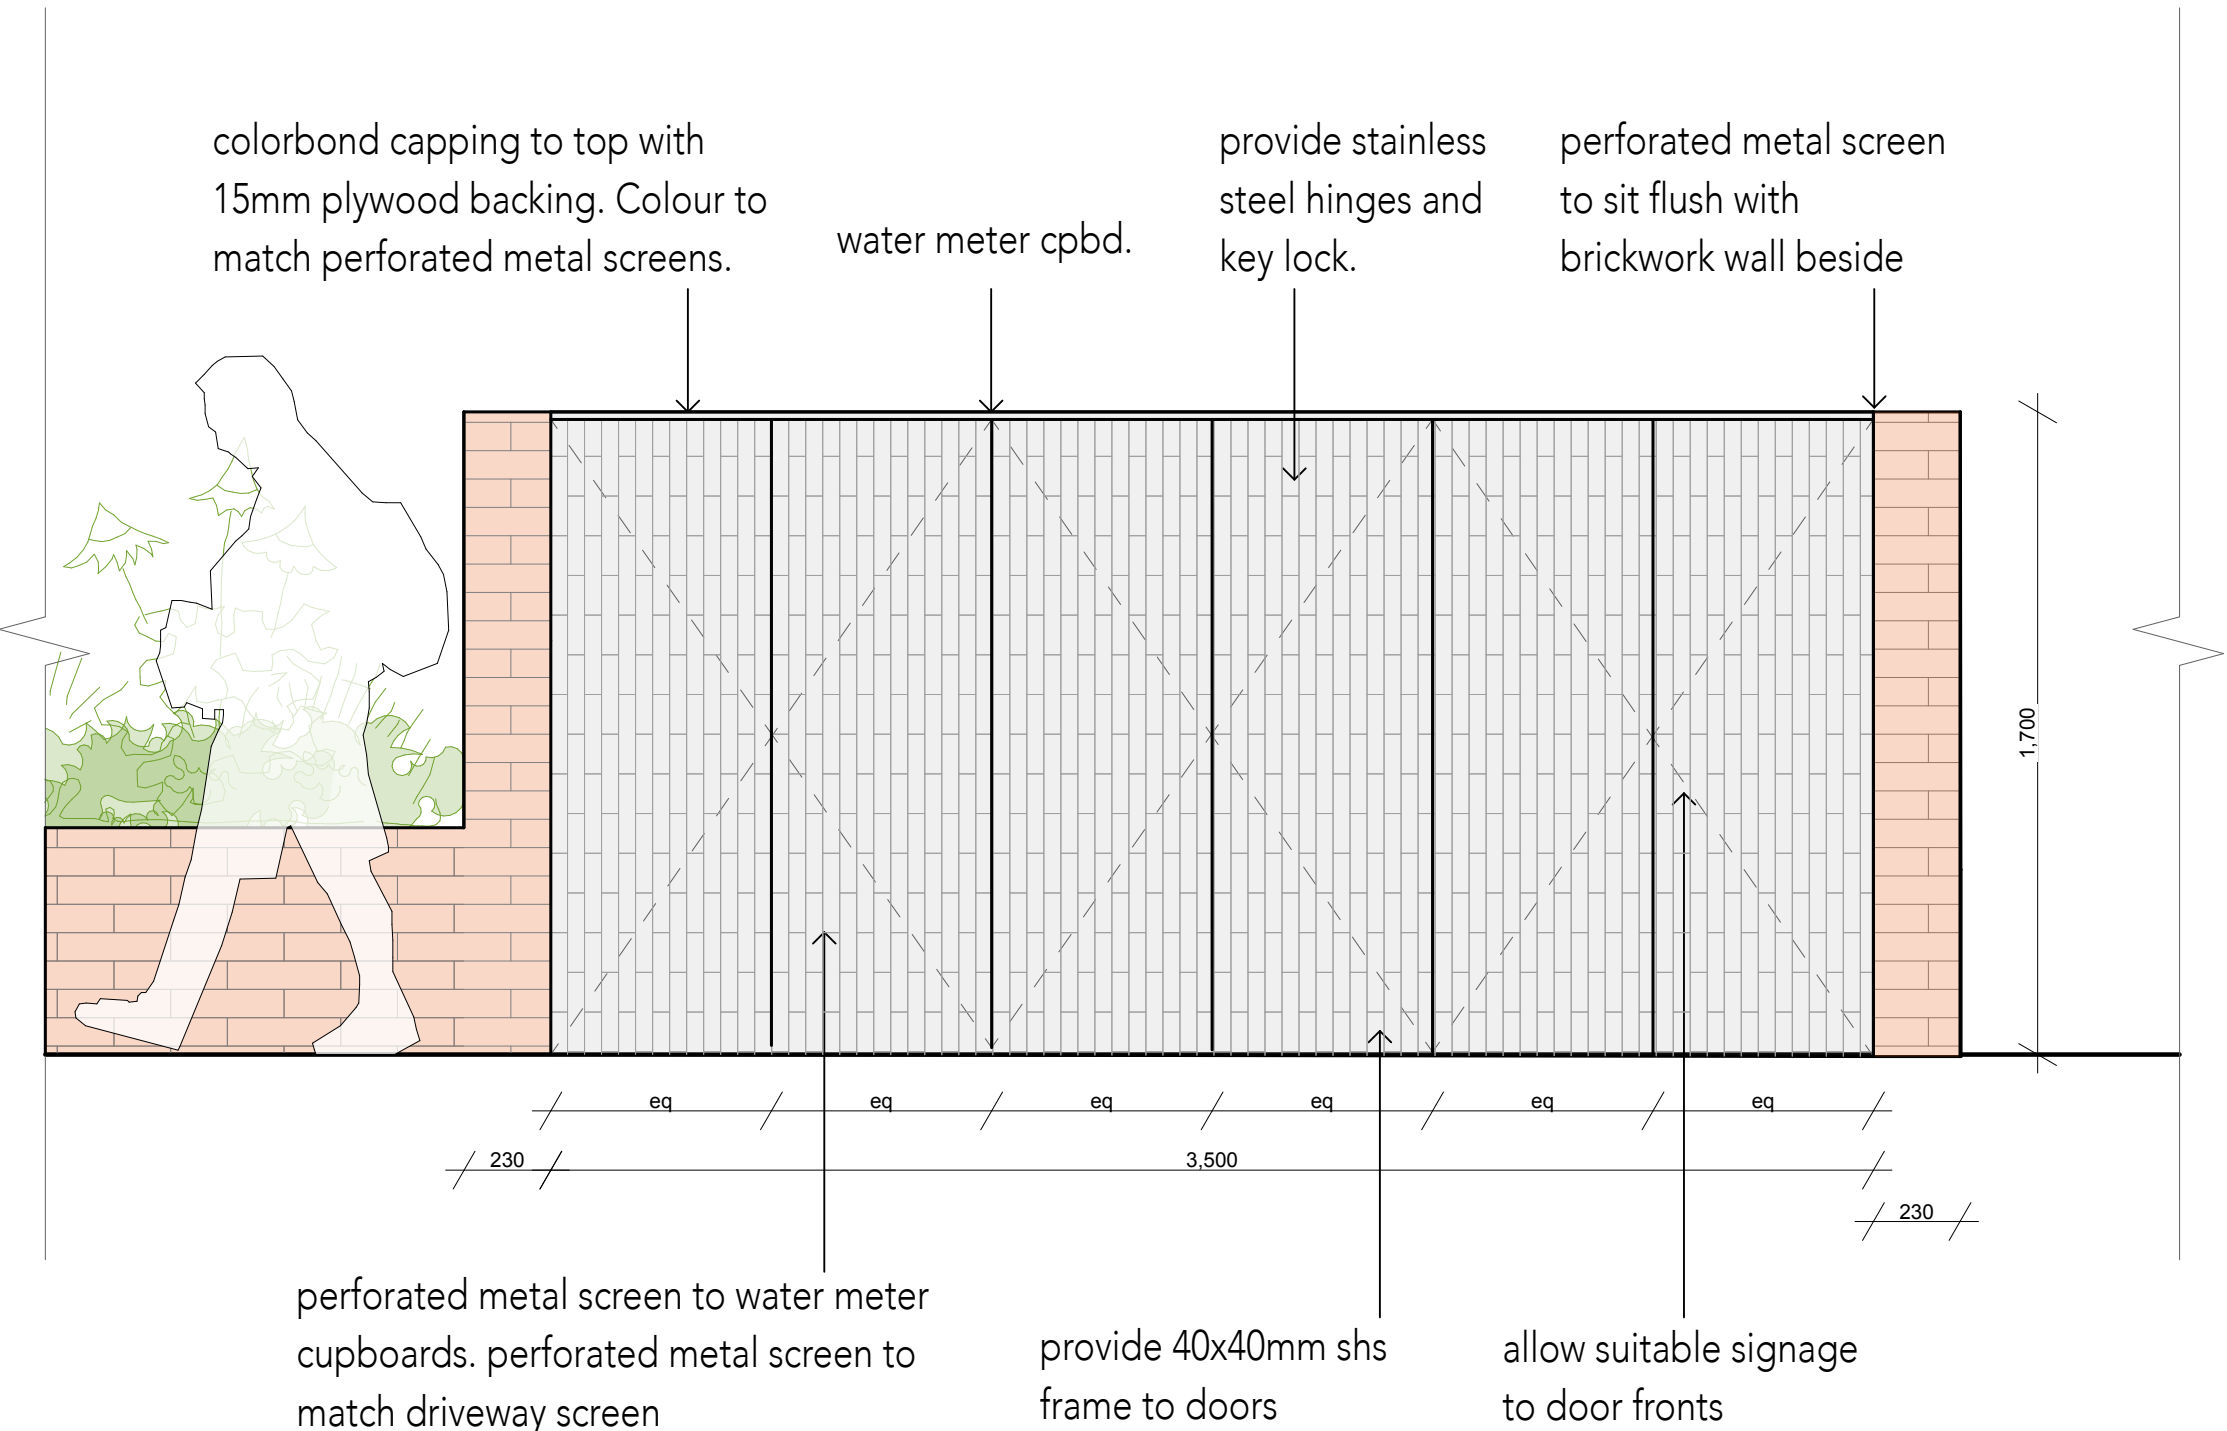 colorbond capping to top with
15mm plywood backing. Colour to
match perforated metal screens.
water meter cpbd.
provide stainless
steel hinges and
key lock.
perforated metal screen
to sit flush with
brickwork wall beside
1,700
eq
eq
eq
eq
eq
eq
230
3,500
230
perforated metal screen to water meter
cupboards. perforated metal screen to
match driveway screen
provide 40x40mm shs
frame to doors
allow suitable signage
to door fronts